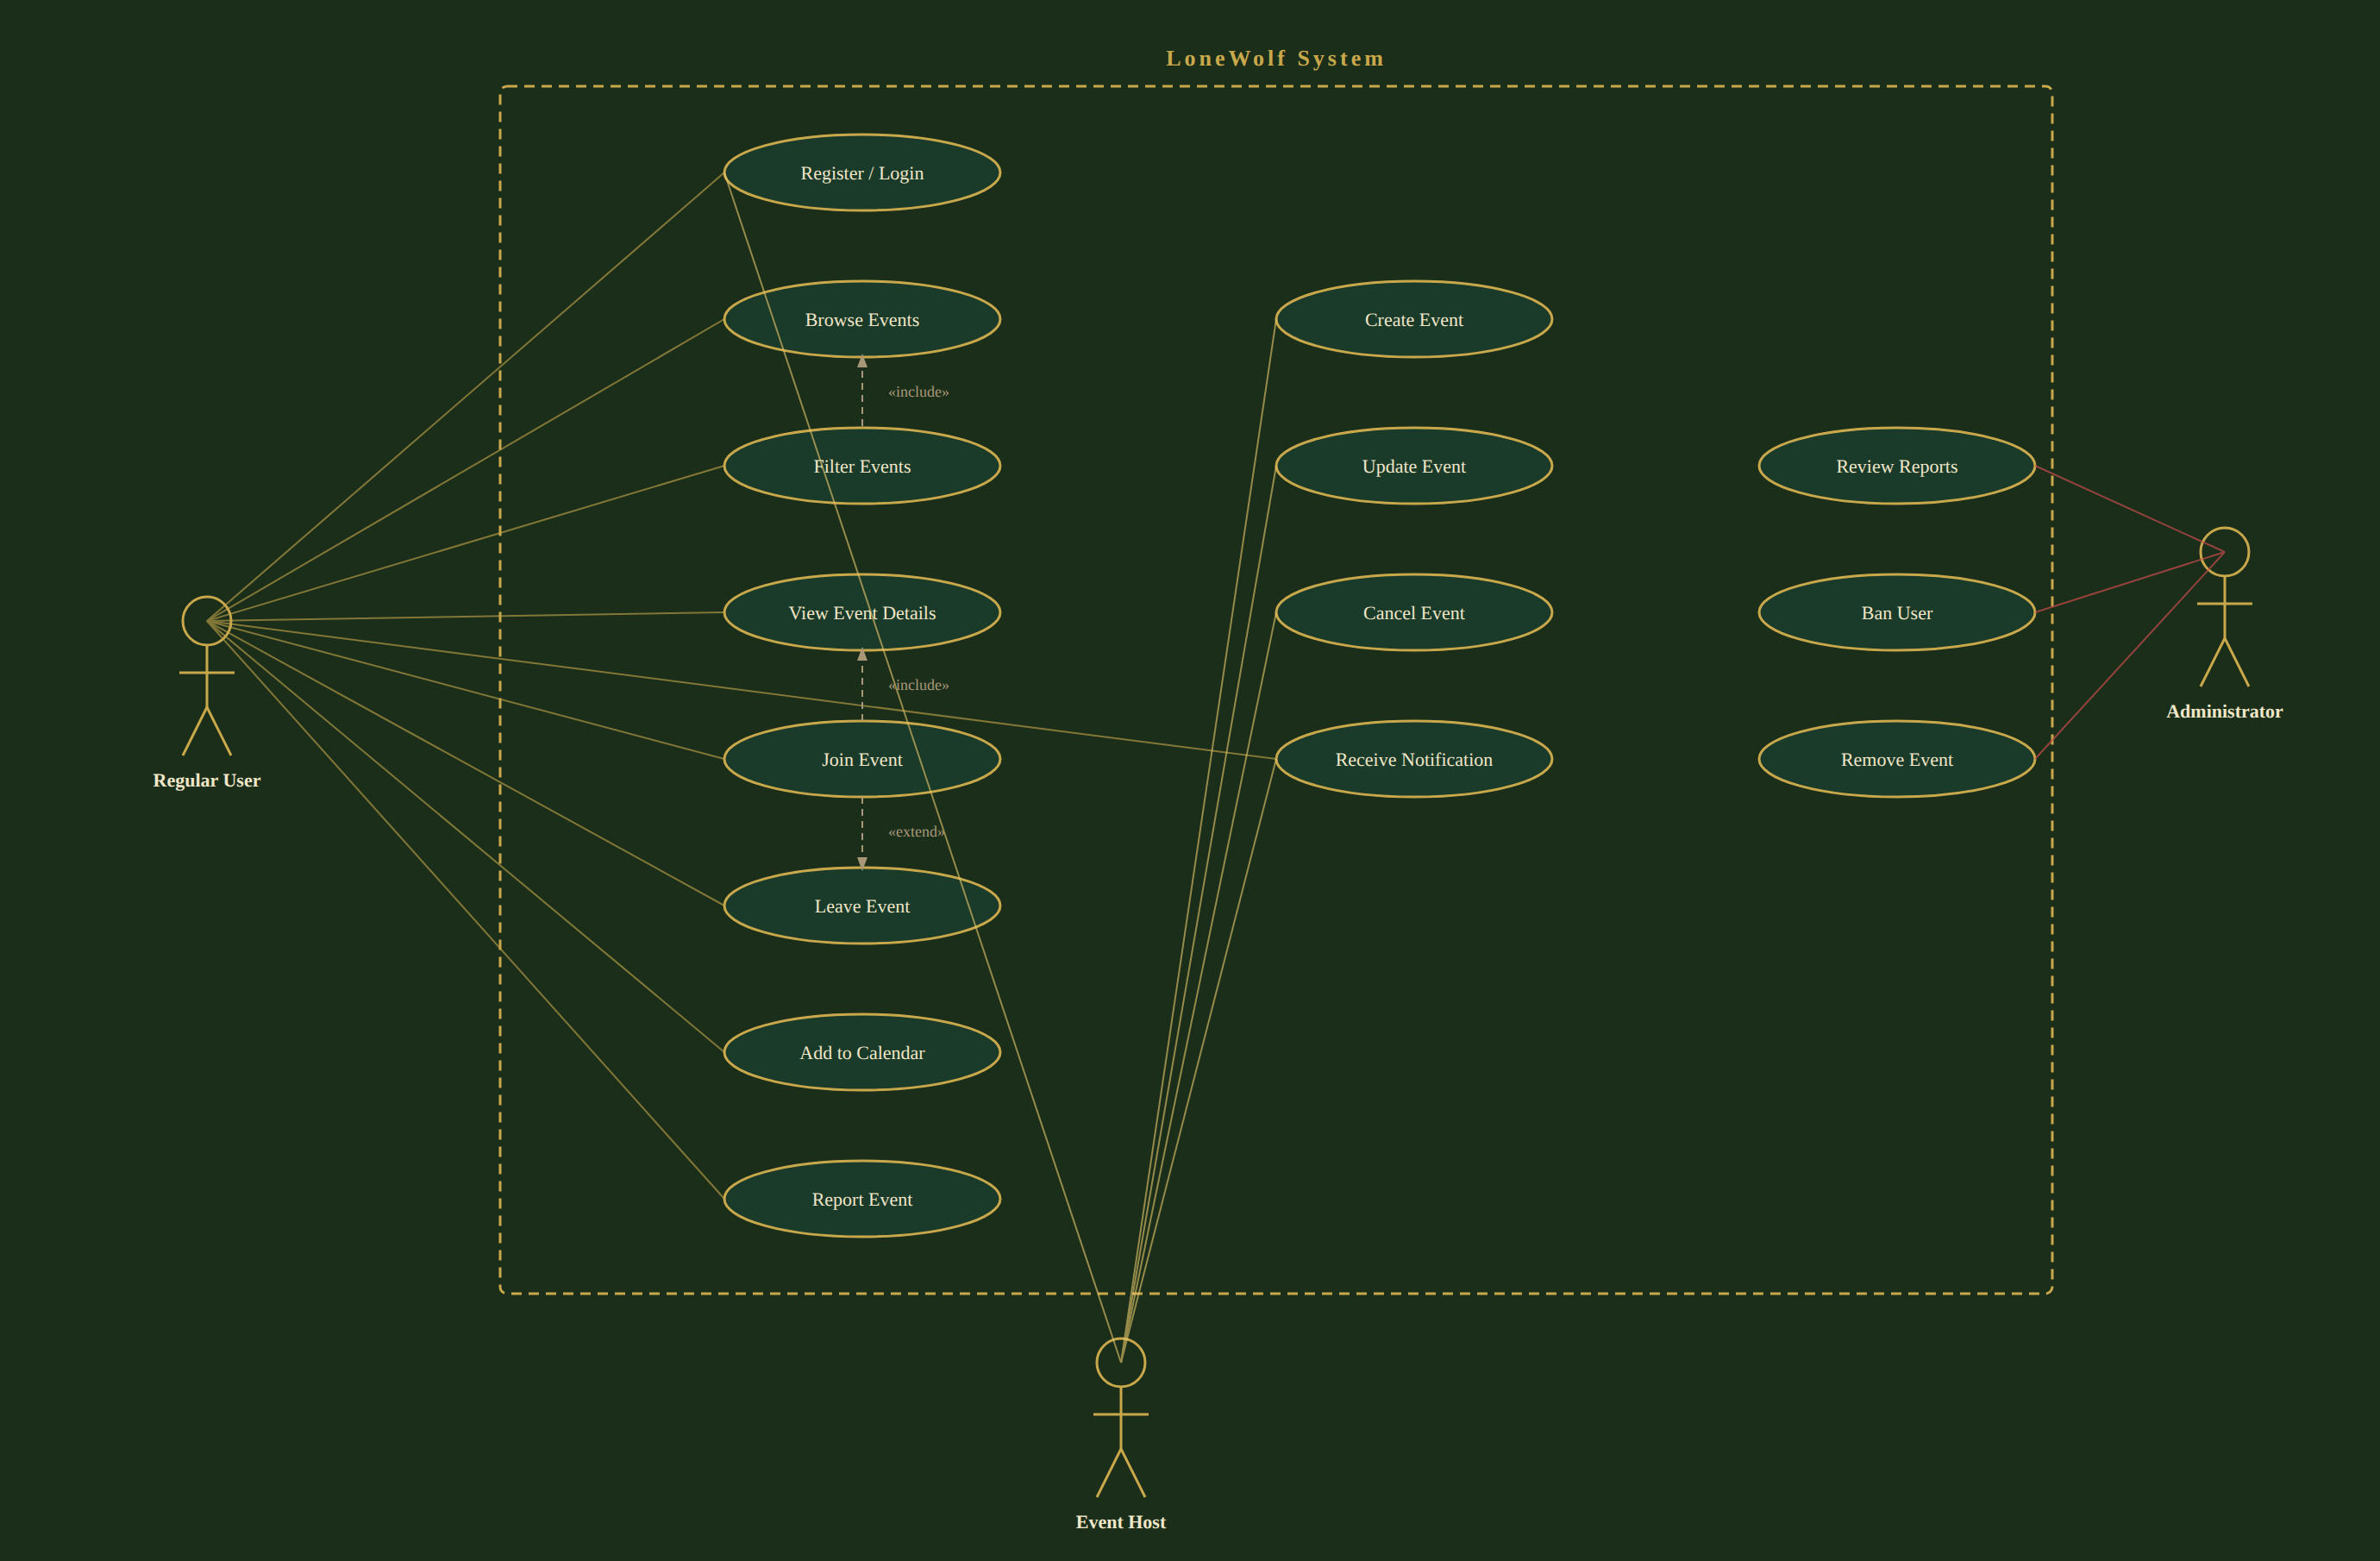 LoneWolf System
Register / Login
Browse Events
Create Event
«include»
Filter Events
Update Event
Review Reports
View Event Details
Cancel Event
Ban User
«include»
Administrator
Join Event
Receive Notification
Remove Event
Regular User
«extend»
Leave Event
Add to Calendar
Report Event
Event Host